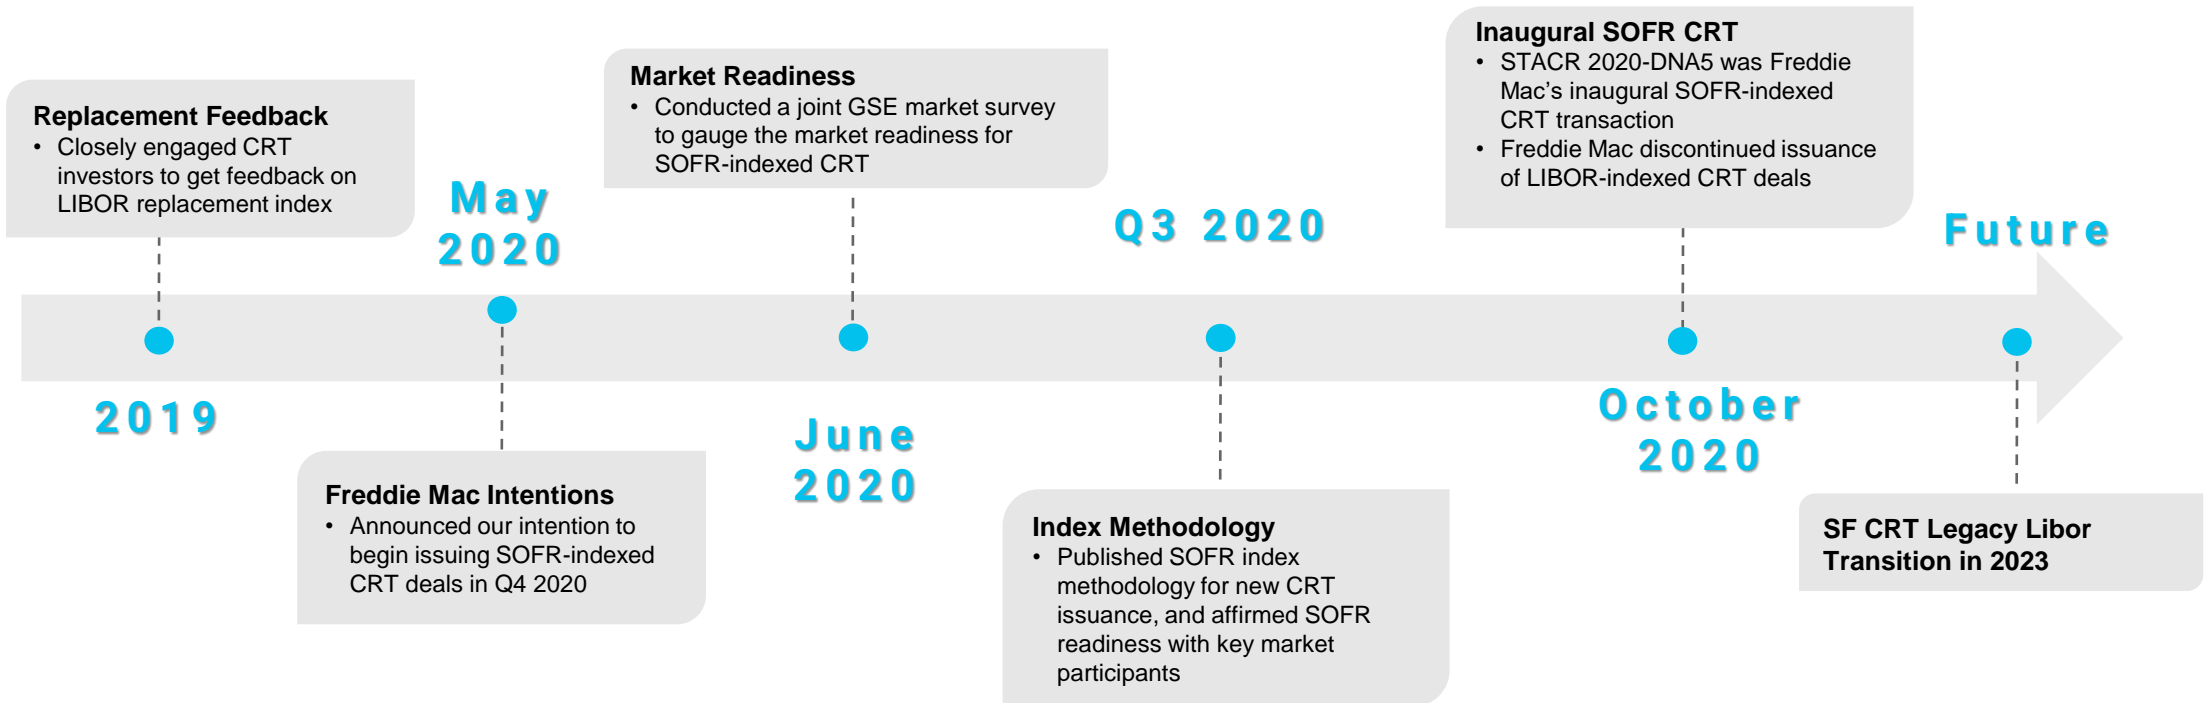 Replacement Feedback
• Closely engaged CRT
investors to get feedback on
LIBOR replacement index
2019
May
2020
Freddie Mac Intentions
• Announced our intention to
begin issuing SOFR-indexed
CRT deals in Q4 2020
Market Readiness
• Conducted a joint GSE market survey
to gauge the market readiness for
SOFR-indexed CRT
June
2020
Q3 2020
Index Methodology
• Published SOFR index
methodology for new CRT
issuance, and affirmed SOFR
readiness with key market
participants
Inaugural SOFR CRT
• STACR 2020-DNA5 was Freddie
Mac’s inaugural SOFR-indexed
CRT transaction
• Freddie Mac discontinued issuance
of LIBOR-indexed CRT deals
October
2020
Future
SF CRT Legacy Libor
Transition in 2023